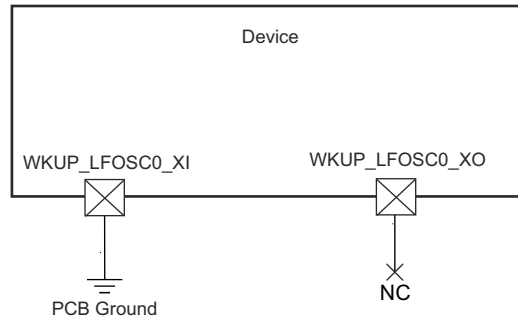 Device
WKUP_LFOSC0_XI
WKUP_LFOSC0_XO
NC
PCB Ground